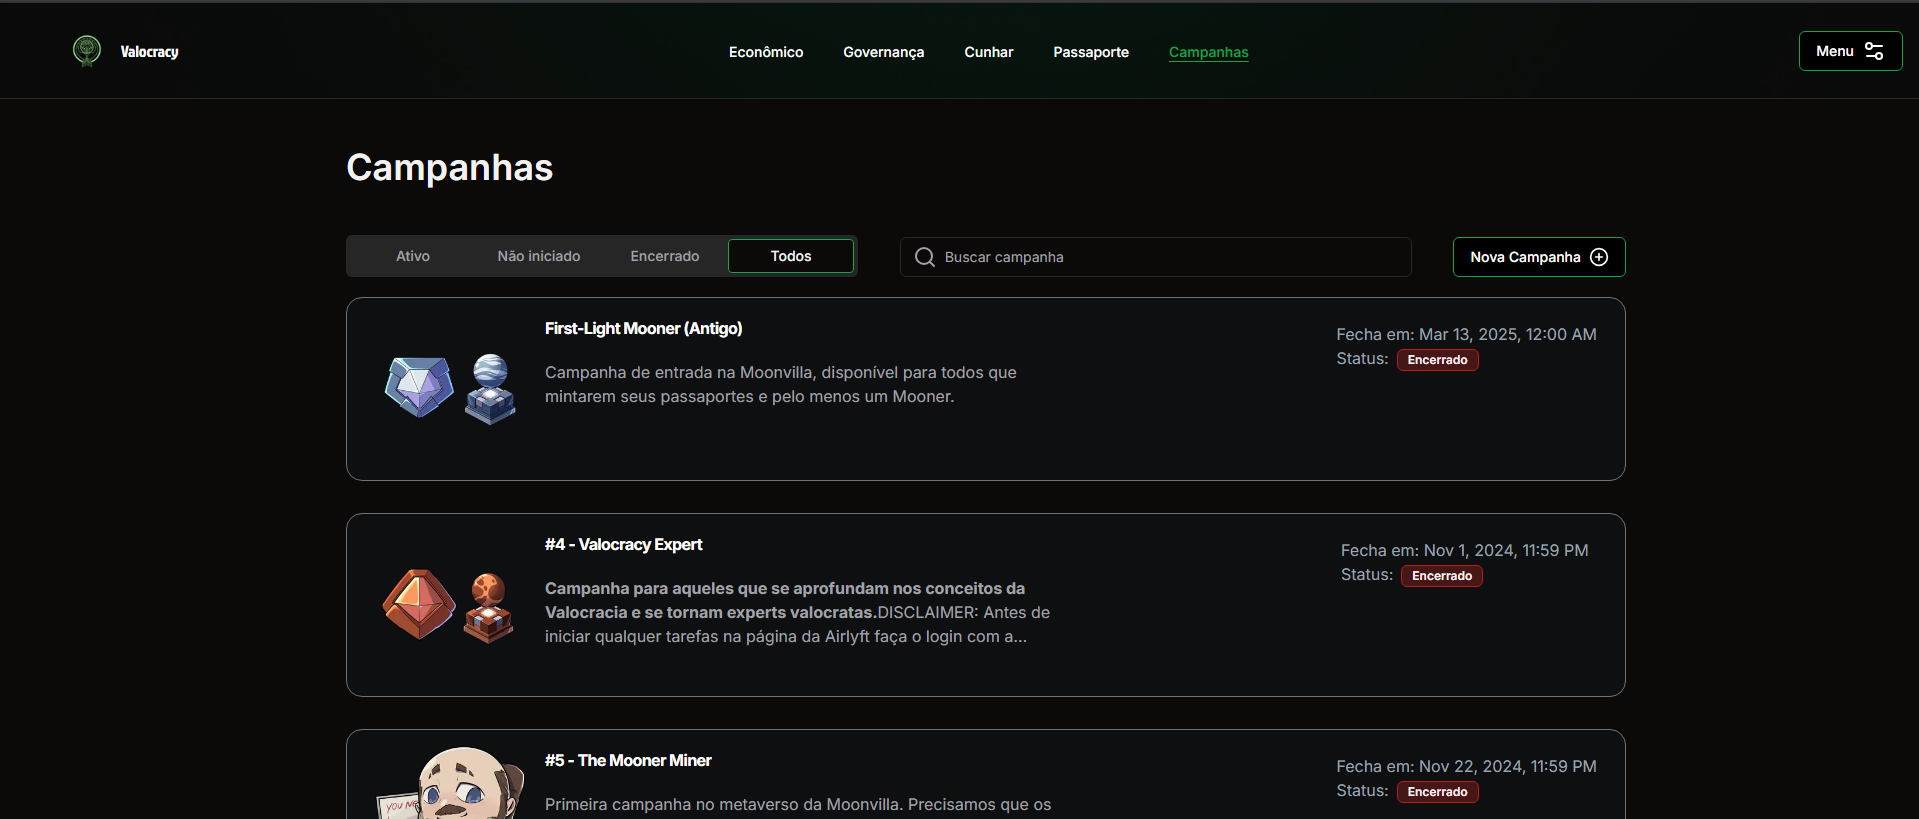 Valocracy
Econômico
Governança
Cunhar
Passaporte
Campanhas
Menu
Campanhas
Ativo
Não iniciado
Encerrado
Todos
Buscar campanha
Nova Campanha
First-Light Mooner (Antigo)
Campanha de entrada na Moonvilla, disponível para todos que
mintarem seus passaportes e pelo menos um Mooner.
Fecha em: Mar 13, 2025, 12:00 AM
Status: Encerrado
#4 - Valocracy Expert
Campanha para aqueles que se aprofundam nos conceitos da
Valocracia e se tornam experts valocratas.DISCLAIMER: Antes de
iniciar qualquer tarefas na página da Airlyft faça o login com a...
Fecha em: Nov 1, 2024, 11:59 PM
Status: Encerrado
#5 - The Mooner Miner
Primeira campanha no metaverso da Moonvilla. Precisamos que os
Fecha em: Nov 22, 2024, 11:59 PM
Status: Encerrado
YOU